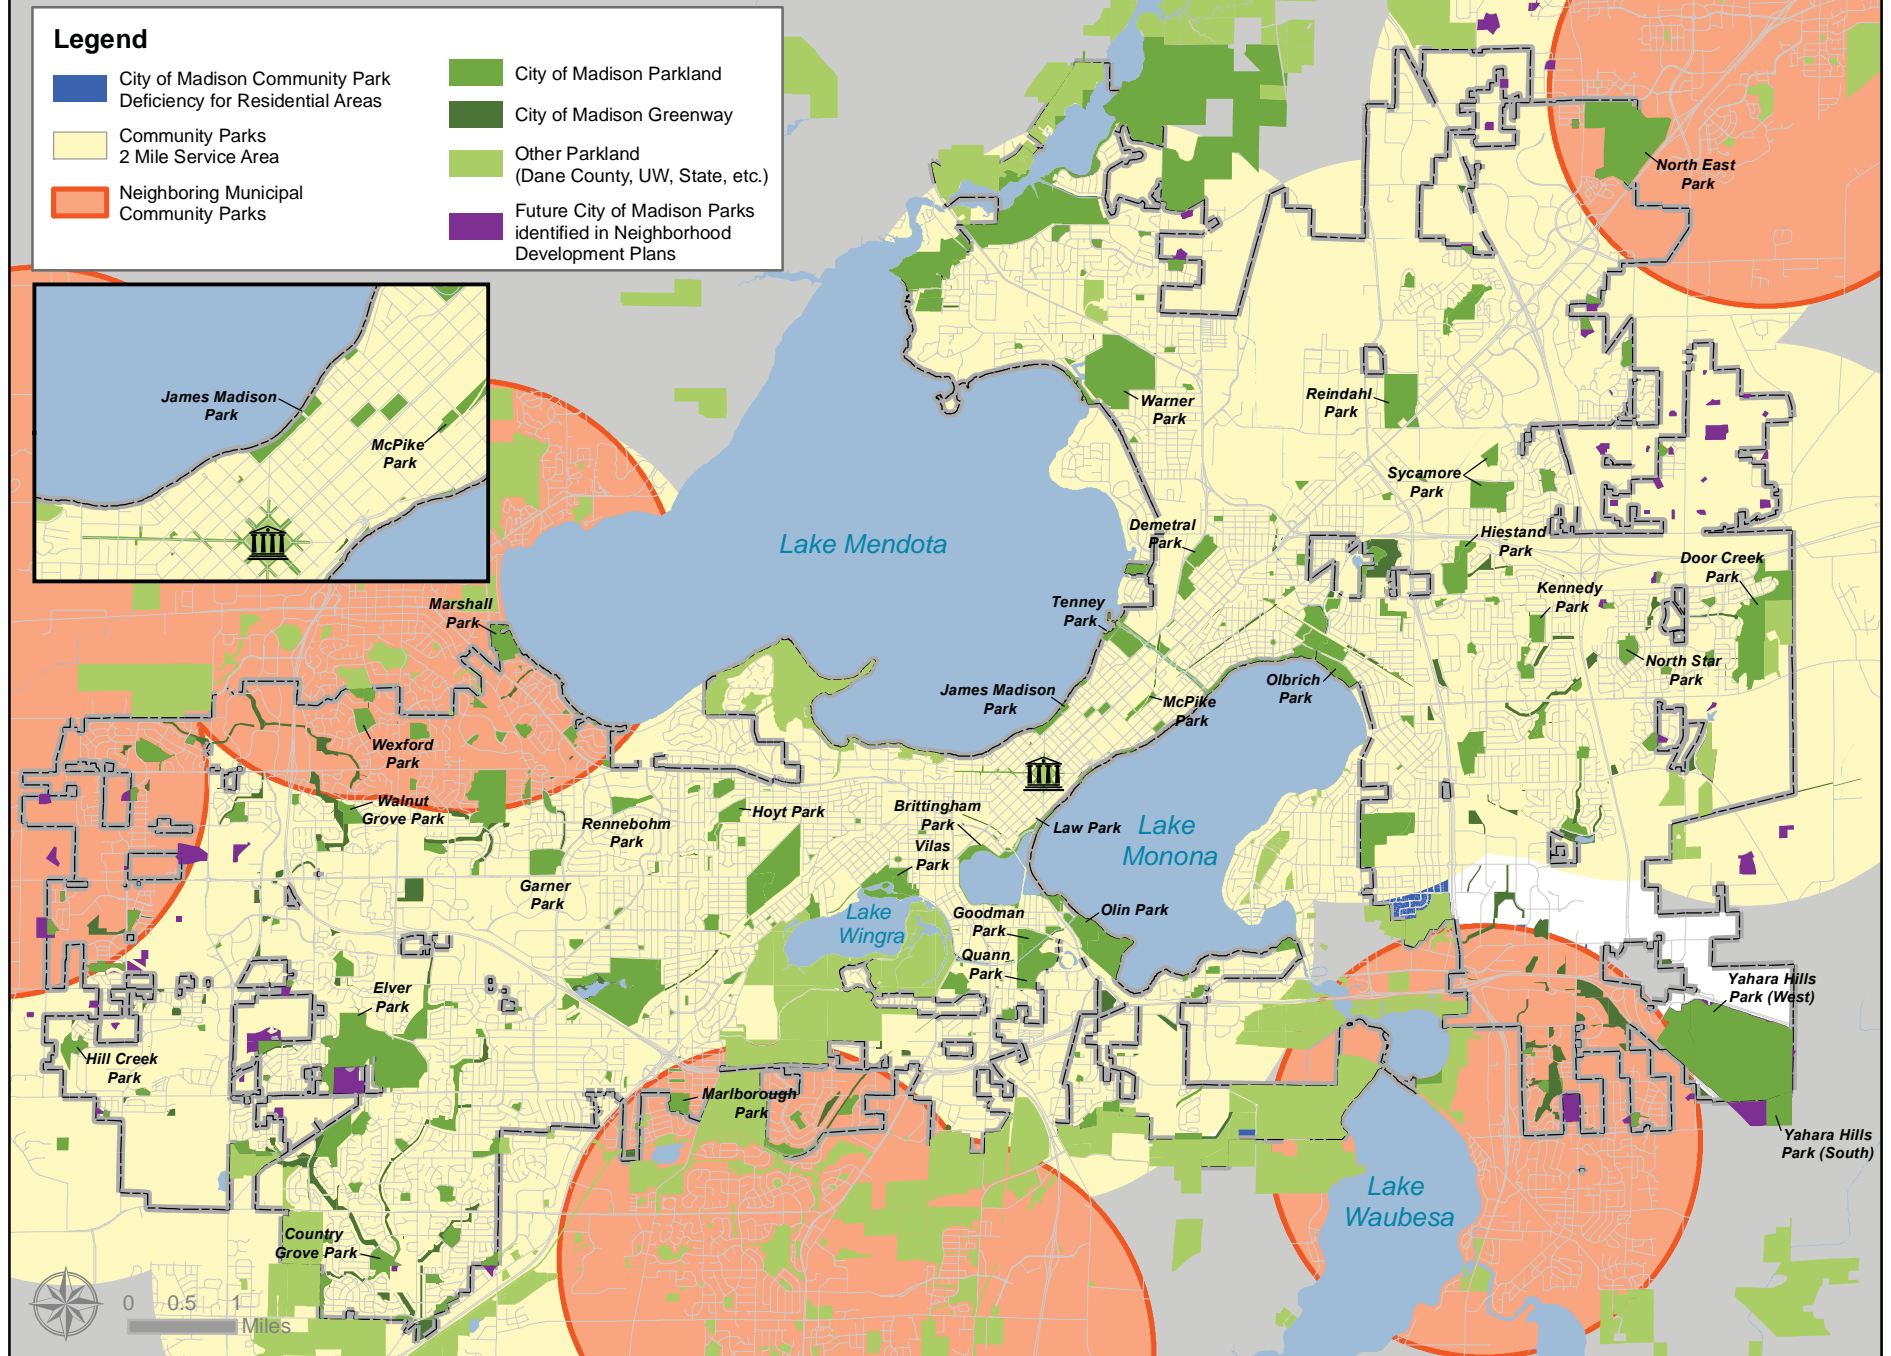 Legend
City of Madison Community Park
Deficiency for Residential Areas
Community Parks
2 Mile Service Area
Neighboring Municipal
Community Parks
City of Madison Parkland
City of Madison Greenway
Other Parkland
(Dane County, UW, State, etc.)
Future City of Madison Parks
identified in Neighborhood
Development Plans
North East
Park
James Madison
Park
McPike
Park
Warner
Park
Reindahl
Park
Sycamore
Park
Lake Mendota
Demetral
Park
Hiestand
Park
Door Creek
Park
Kennedy
Park
Marshall
Park
Tenney
Park
North Star
Park
James Madison
Park
McPike
Park
Olbrich
Park
Wexford
Park
Walnut
Grove Park
Rennebohm
Park
Hoyt Park
Brittingham
Park
Vilas
Park
Law Park
Lake
Monona
Garner
Park
Lake
Wingra
Goodman
Park
Olin Park
Quann
Park
Elver
Park
Yahara Hills
Park (West)
Hill Creek
Park
Marlborough
Park
Yahara Hills
Park (South)
Lake
Waubesa
Country
Grove Park
0 0.5 1
Miles